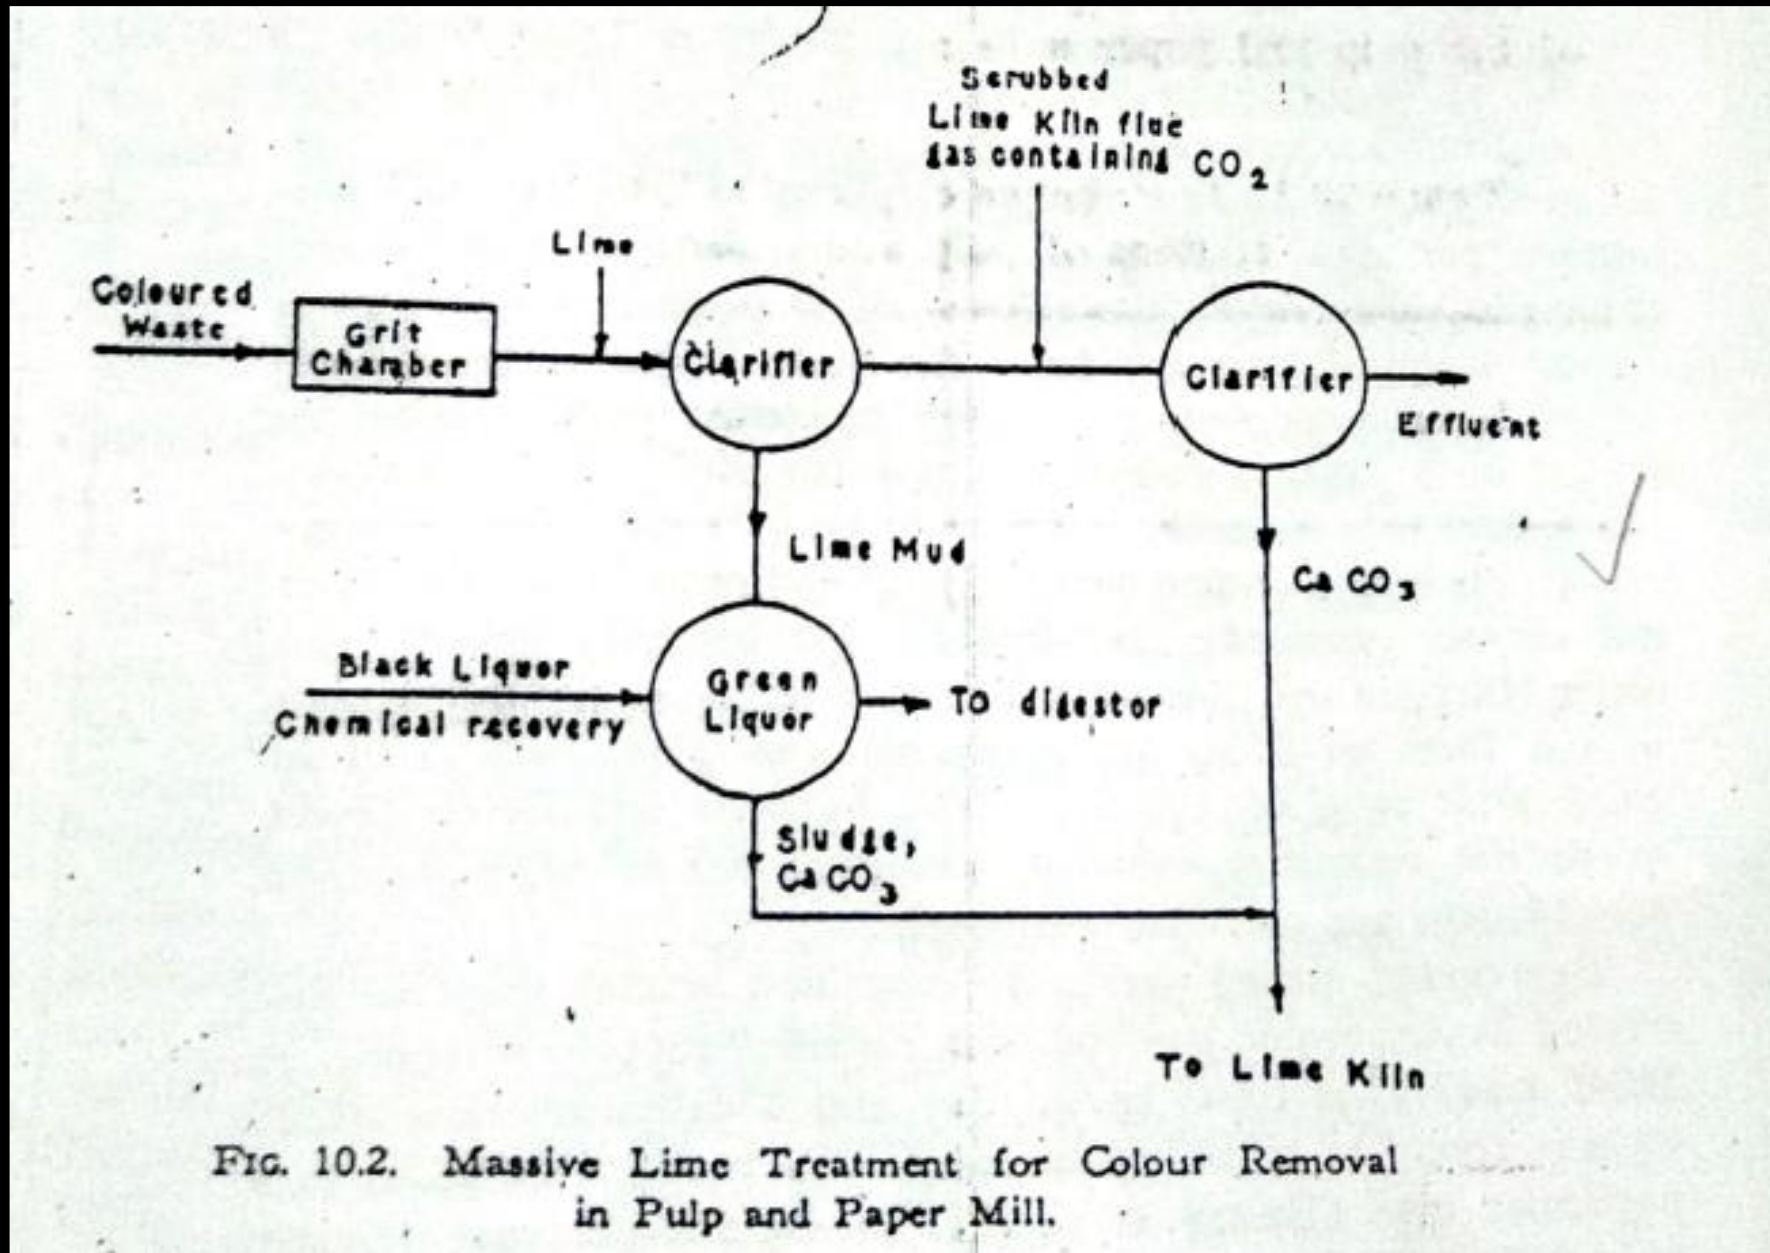 Scrubbed
Lime Kiln flue
gas containing CO₂
Lime
Coloured
Waste
Grit
Chamber
Clarifier
Clarifier
Effluent
Lime Mud
CaCO₃
Black Liquor
Chemical recovery
Green
Liquor
To digestor
Sludge,
CaCO₃
To Lime Kiln
FIG. 10.2. Massive Lime Treatment for Colour Removal
in Pulp and Paper Mill.